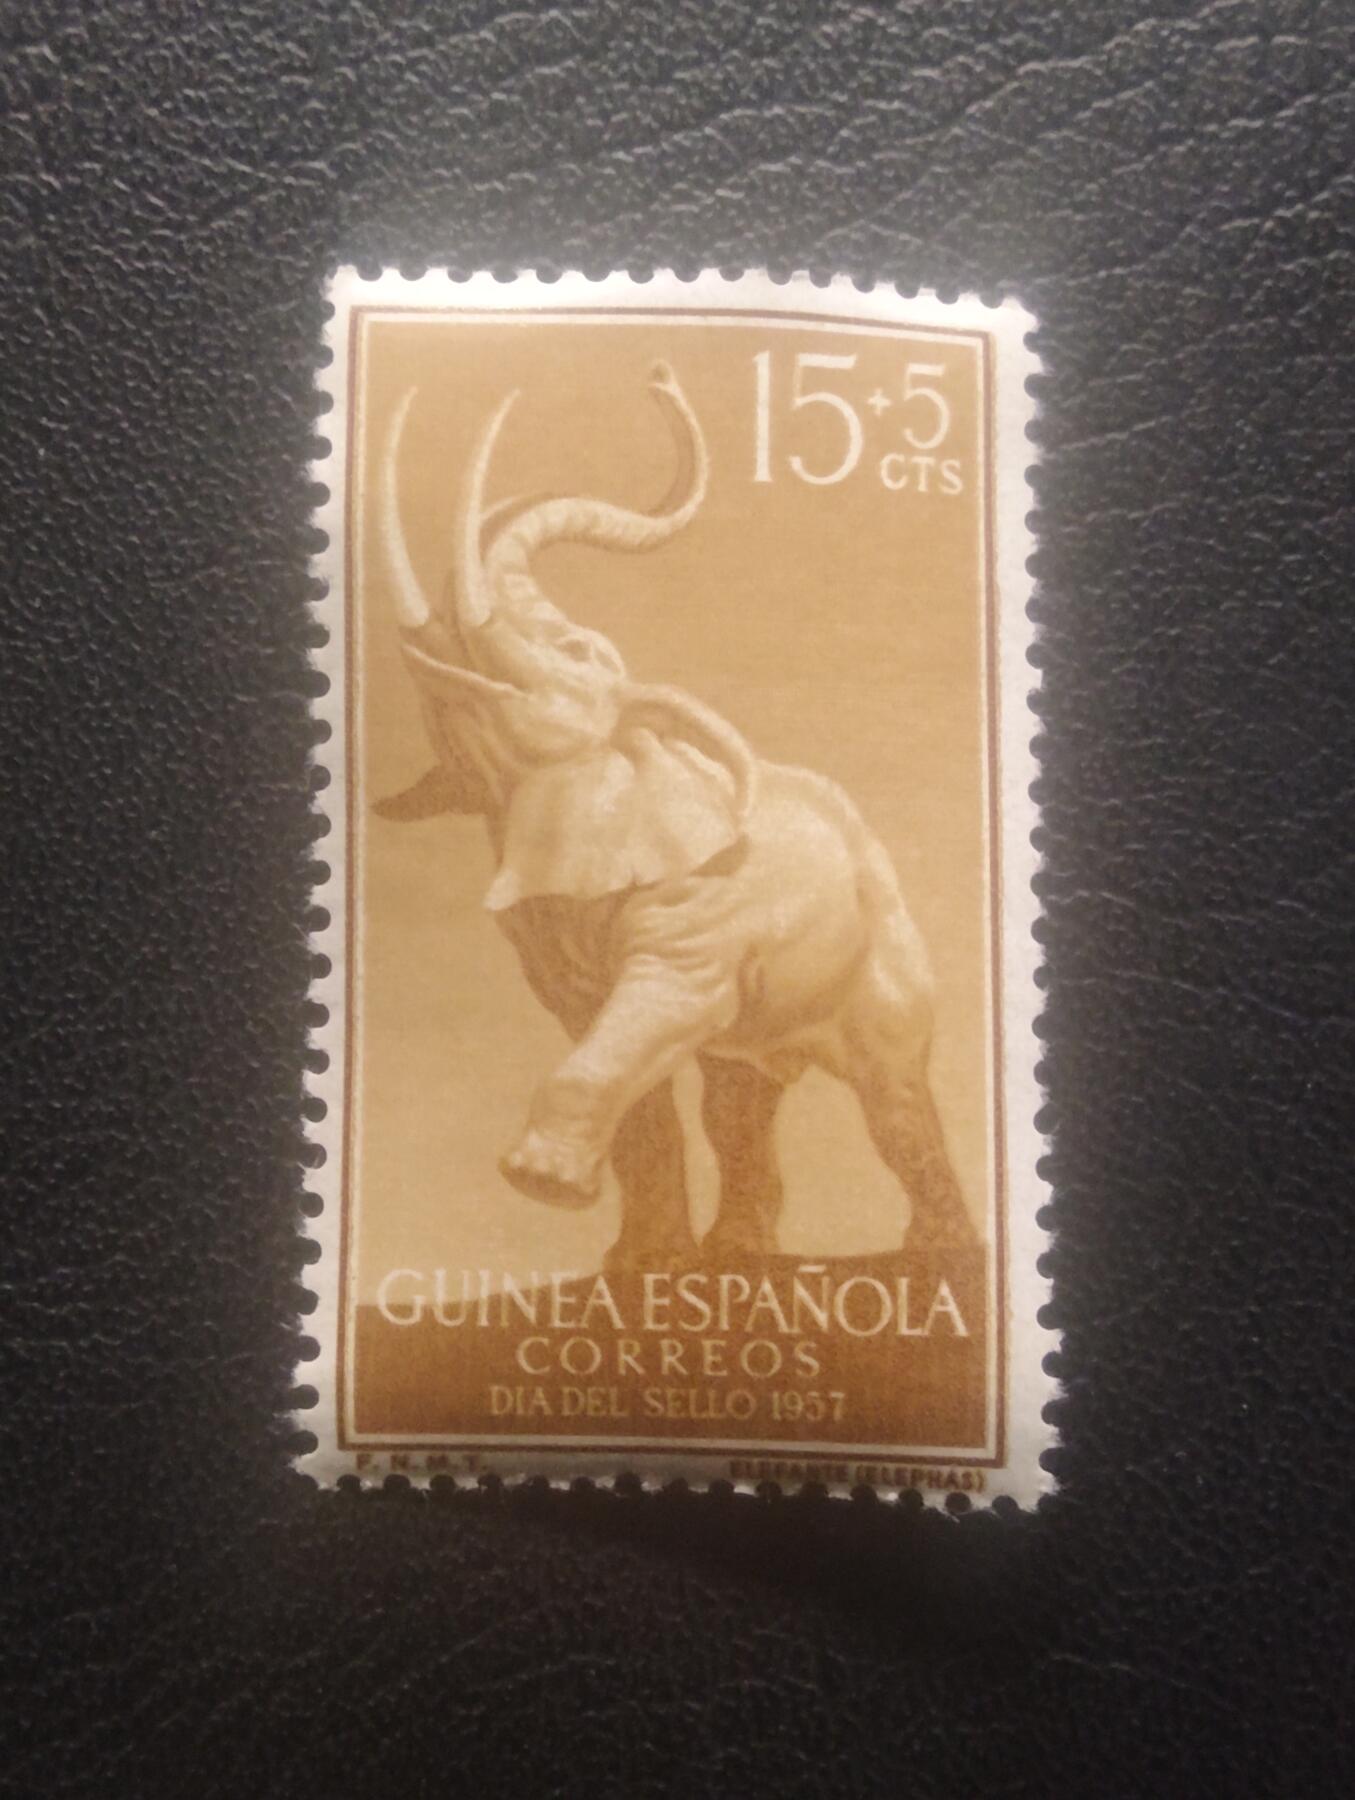 15+5
CTS
GUINEA ESPAÑOLA
CORREOS
DIA DEL SELLO 1957
F. N. M. T. ELEFANTE (ELEPHAS)